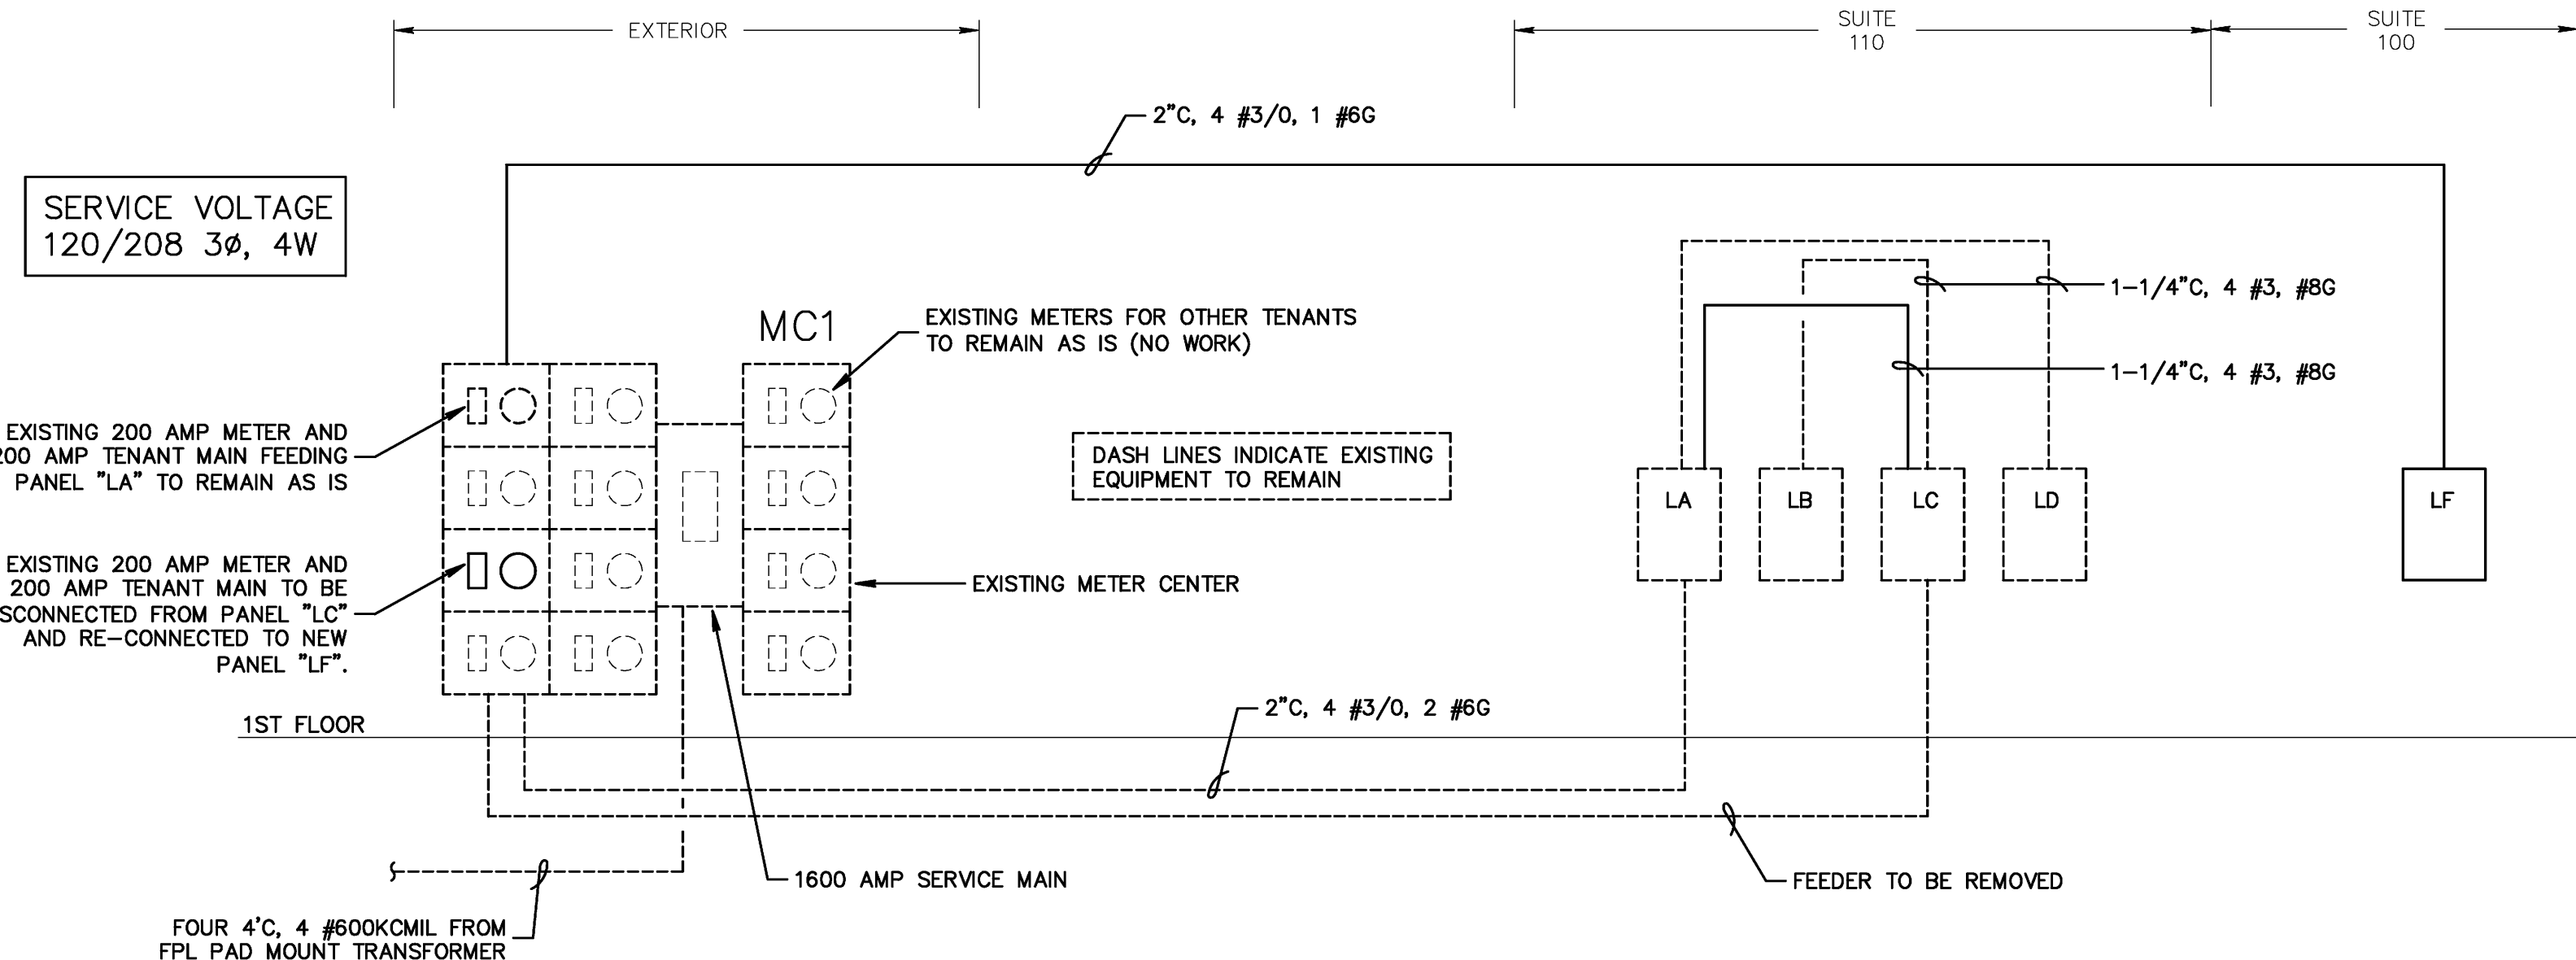 EXTERIOR
SUITE
110
SUITE
100
2"C, 4 #3/0, 1 #6G
SERVICE VOLTAGE
120/208 3ø, 4W
1-1/4"C, 4 #3, #8G
MC1
EXISTING METERS FOR OTHER TENANTS
TO REMAIN AS IS (NO WORK)
1-1/4"C, 4 #3, #8G
EXISTING 200 AMP METER AND
200 AMP TENANT MAIN FEEDING
PANEL "LA" TO REMAIN AS IS
DASH LINES INDICATE EXISTING
EQUIPMENT TO REMAIN
LA
LB
LC
LD
LF
EXISTING 200 AMP METER AND
200 AMP TENANT MAIN TO BE
SCONNECTED FROM PANEL "LC"
AND RE-CONNECTED TO NEW
PANEL "LF".
EXISTING METER CENTER
1ST FLOOR
2"C, 4 #3/0, 2 #6G
1600 AMP SERVICE MAIN
FEEDER TO BE REMOVED
FOUR 4'C, 4 #600KCMIL FROM
FPL PAD MOUNT TRANSFORMER